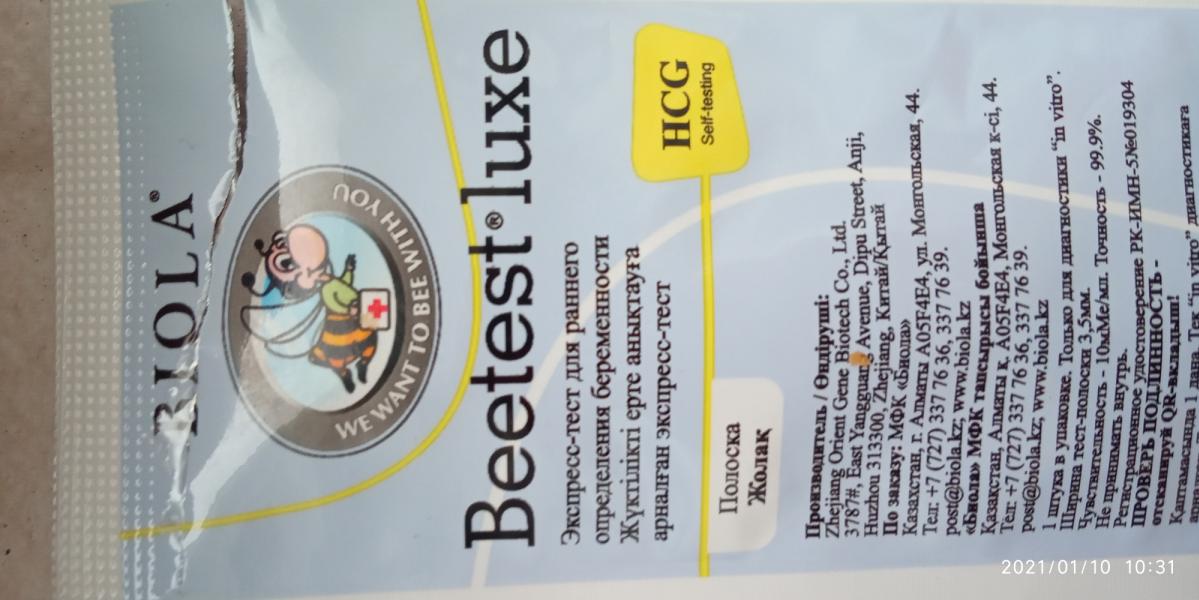 BIOLA®
WE WANT TO BEE WITH YOU
Beetest® luxe
Экспресс-тест для раннего
определения беременности
Жүктілікті ерте анықтауға
арналған экспресс-тест
HCG
Self-testing
Полоска
Жолақ
Производитель / Өндіруші:
Zhejiang Orient Gene Biotech Co., Ltd.
3787#, East Yangguang Avenue, Dipu Street, Anji,
Huzhou 313300, Zhejiang, Китай/Қытай
По заказу: МФК «Биола»
Казахстан, г. Алматы A05F4E4, ул. Монгольская, 44.
Тел: +7 (727) 337 76 36, 337 76 39.
post@biola.kz; www.biola.kz
«Биола» МФК тапсырысы бойынша
Қазақстан, Алматы қ. A05F4E4, Монгольская к-сі, 44.
Тел: +7 (727) 337 76 36, 337 76 39.
post@biola.kz; www.biola.kz
1 штука в упаковке. Только для диагностики “in vitro”.
Ширина тест-полоски 3,5мм.
Чувствительность - 10мМе/мл. Точность - 99.9%.
Не принимать внутрь.
Регистрационное удостоверение РК-ИМН-5№019304
ПРОВЕРЬ ПОДЛИННОСТЬ -
отсканируй QR-вкладыш!
Қаптамасында 1 дана. диагностикаға
2021/01/10 10:31